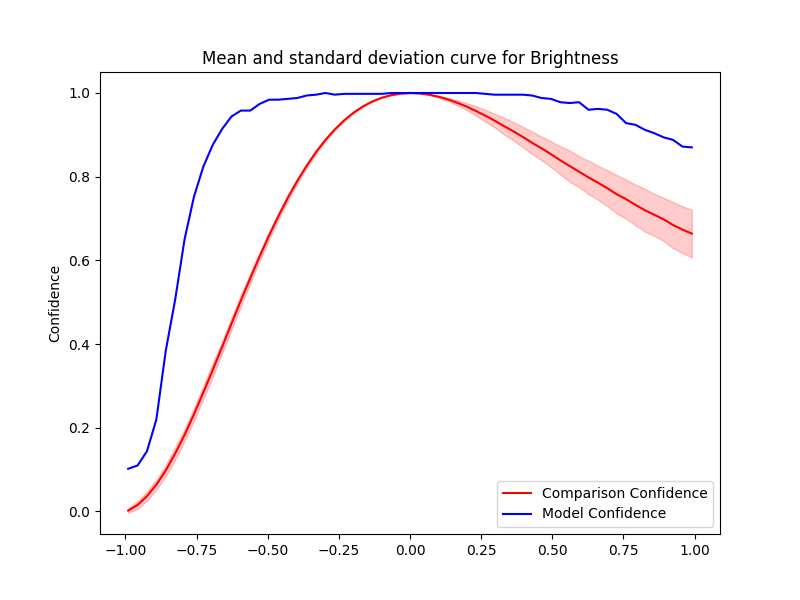 Mean and standard deviation curve for Brightness
Confidence
1.0
0.8
0.6
0.4
0.2
0.0
Comparison Confidence
Model Confidence
−1.00 −0.75 −0.50 −0.25 0.00 0.25 0.50 0.75 1.00